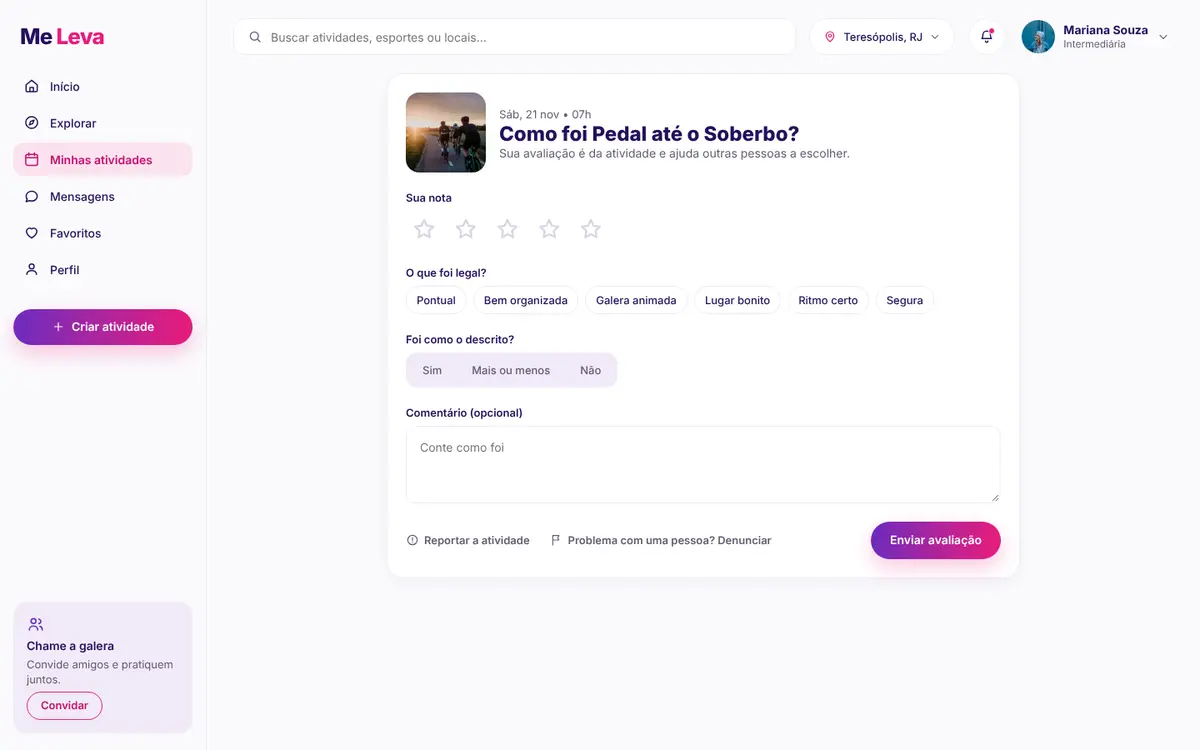 Me Leva
Buscar atividades, esportes ou locais...
Teresópolis, RJ
Mariana Souza
Intermediária
Início
Explorar
Minhas atividades
Mensagens
Favoritos
Perfil
+ Criar atividade
Sáb, 21 nov • 07h
Como foi Pedal até o Soberbo?
Sua avaliação é da atividade e ajuda outras pessoas a escolher.
Sua nota
O que foi legal?
Pontual
Bem organizada
Galera animada
Lugar bonito
Ritmo certo
Segura
Foi como o descrito?
Sim
Mais ou menos
Não
Comentário (opcional)
Conte como foi
Reportar a atividade
Problema com uma pessoa? Denunciar
Enviar avaliação
Chame a galera
Convide amigos e pratiquem
juntos.
Convidar